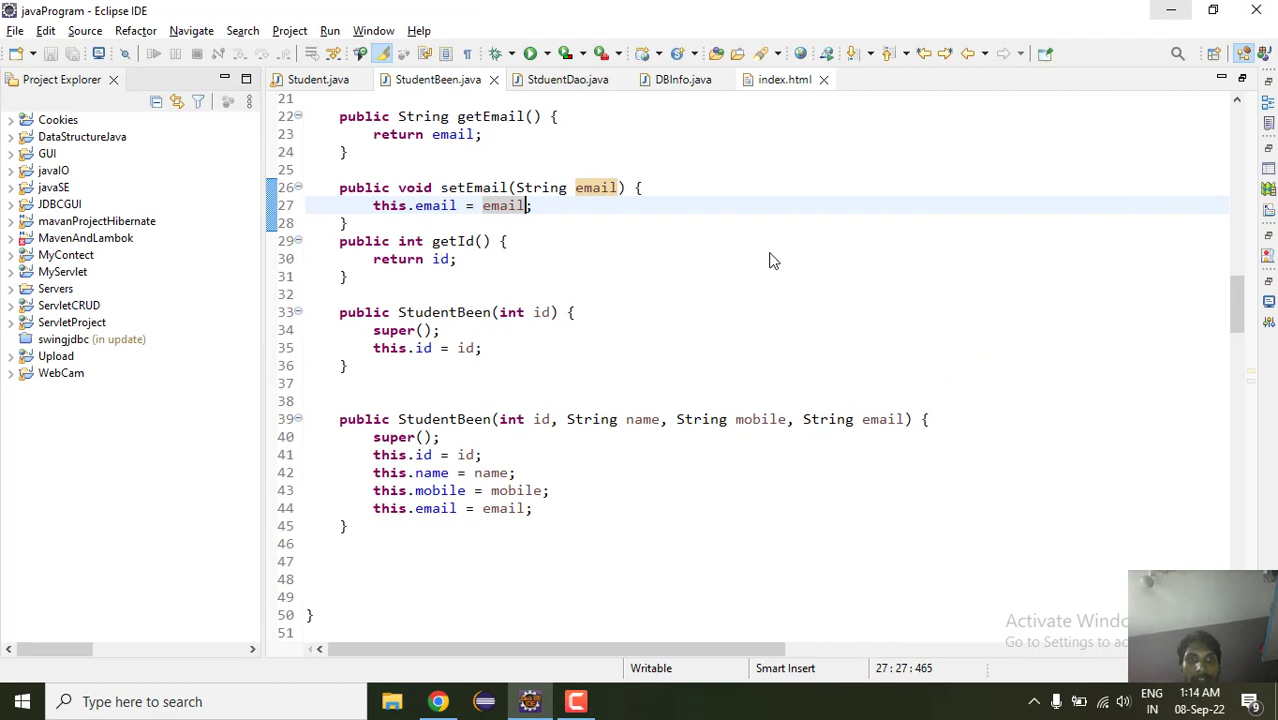 javaProgram - Eclipse IDE
File Edit Source Refactor Navigate Search Project Run Window Help
Project Explorer
Student.java StudentBeen.java StduentDao.java DBInfo.java index.html
Cookies
DataStructureJava
GUI
javaIO
javaSE
JDBCGUI
mavanProjectHibernate
MavenAndLambok
MyContect
MyServlet
Servers
ServletCRUD
ServletProject
swingjdbc (in update)
Upload
WebCam
21
22 public String getEmail() {
23 return email;
24 }
25
26 public void setEmail(String email) {
27 this.email = email;
28 }
29 public int getId() {
30 return id;
31 }
32
33 public StudentBeen(int id) {
34 super();
35 this.id = id;
36 }
37
38
39 public StudentBeen(int id, String name, String mobile, String email) {
40 super();
41 this.id = id;
42 this.name = name;
43 this.mobile = mobile;
44 this.email = email;
45 }
46
47
48
49
50 }
51
Activate Windo
Go to Settings to ac
Writable Smart Insert 27 : 27 : 465
Type here to search
ENG
IN
1:14 AM
08-Sep-22
9